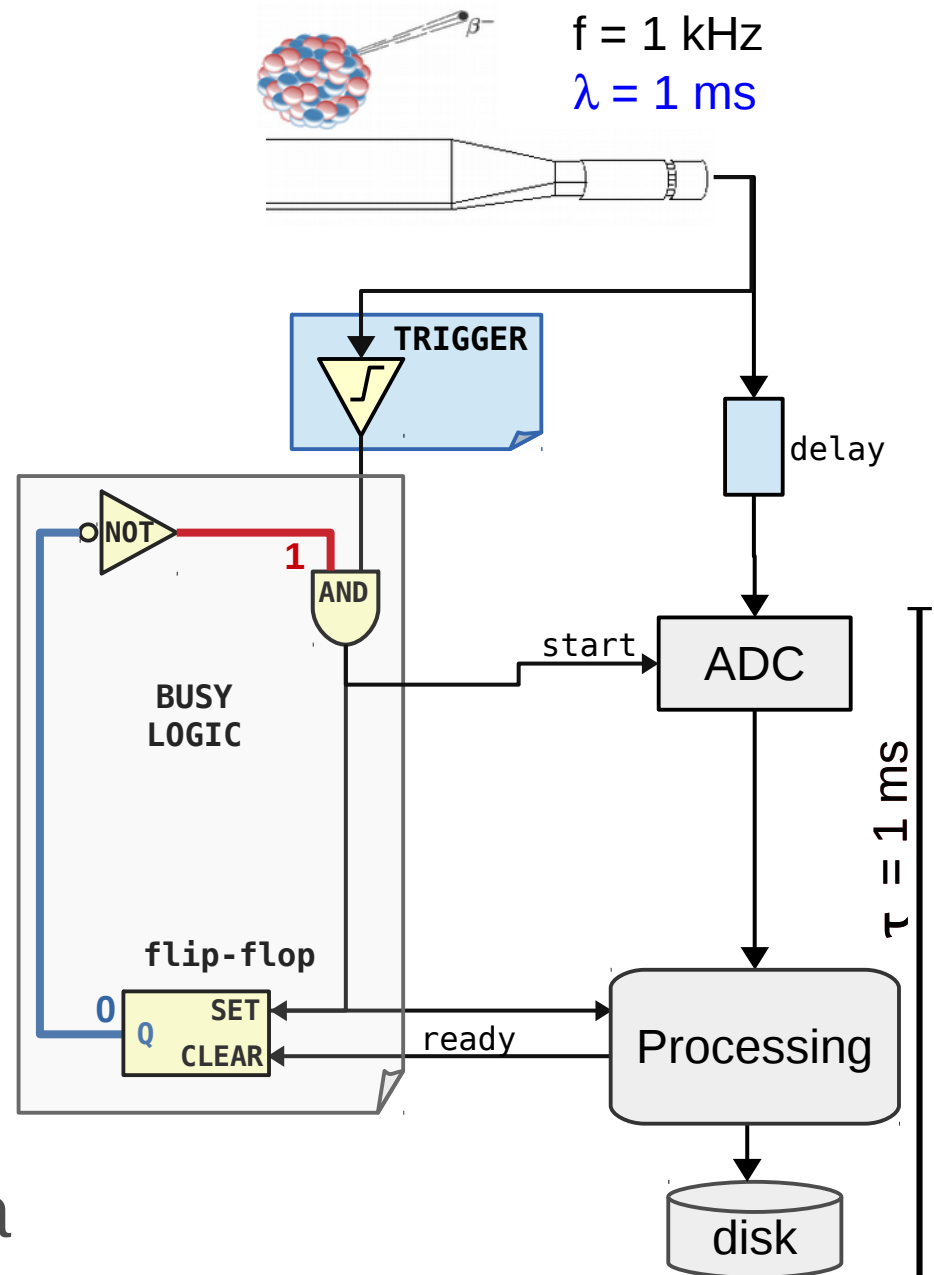 β⁻
f = 1 kHz
λ = 1 ms
TRIGGER
delay
NOT
1
AND
start
ADC
BUSY
LOGIC
τ = 1 ms
flip-flop
0
Q
SET
CLEAR
ready
Processing
a
disk